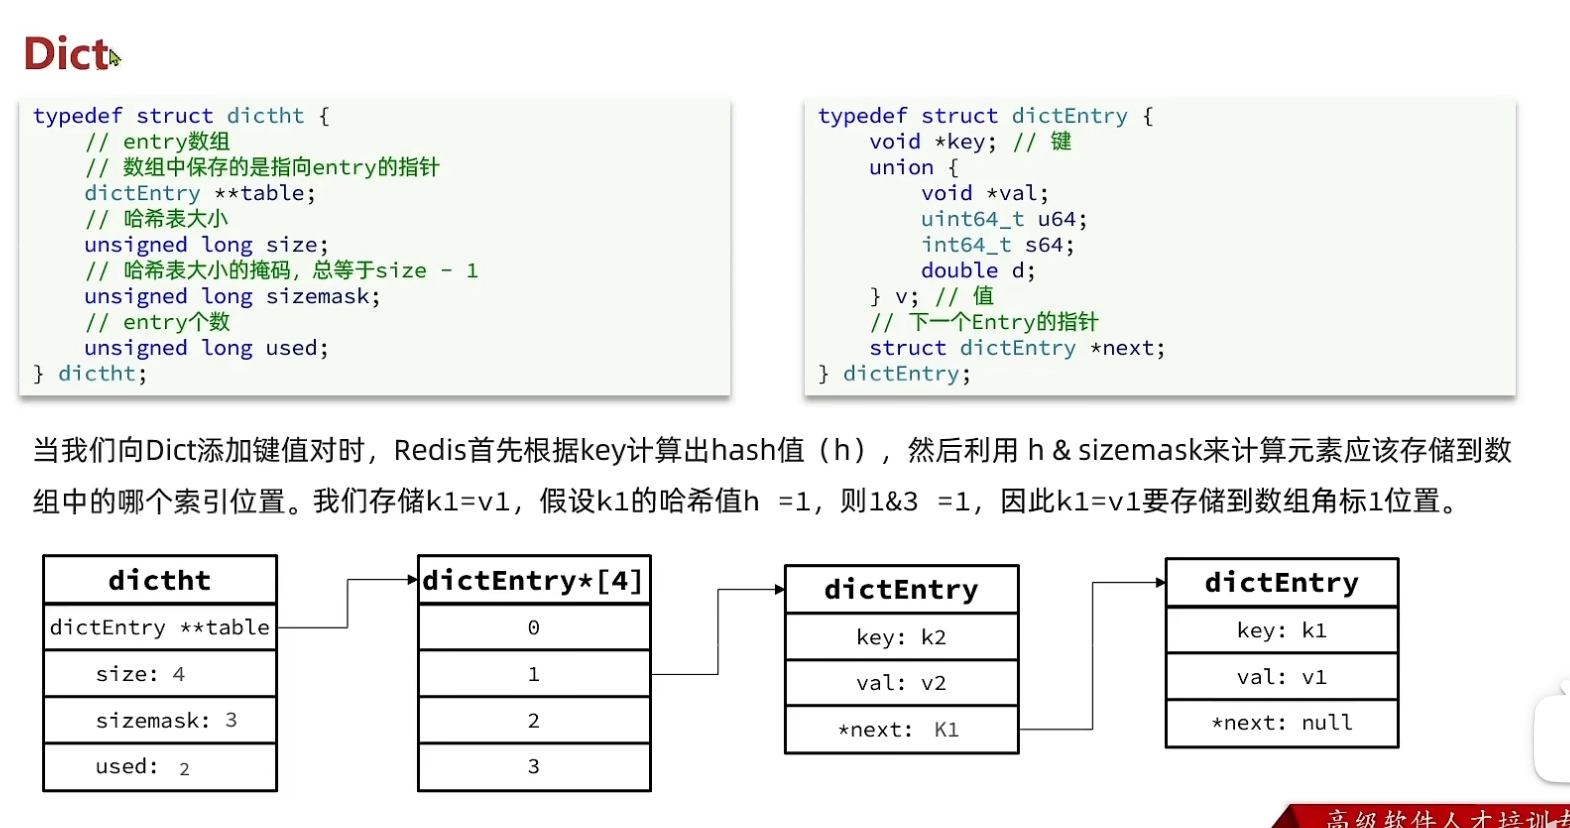 Dict
typedef struct dictht {
// entry数组
// 数组中保存的是指向entry的指针
dictEntry **table;
// 哈希表大小
unsigned long size;
// 哈希表大小的掩码，总等于size - 1
unsigned long sizemask;
// entry个数
unsigned long used;
} dictht;
typedef struct dictEntry {
void *key; // 键
union {
void *val;
uint64_t u64;
int64_t s64;
double d;
} v; // 值
// 下一个Entry的指针
struct dictEntry *next;
} dictEntry;
当我们向Dict添加键值对时，Redis首先根据key计算出hash值（h），然后利用 h & sizemask来计算元素应该存储到数
组中的哪个索引位置。我们存储k1=v1，假设k1的哈希值h =1，则1&3 =1，因此k1=v1要存储到数组角标1位置。
dictht
dictEntry **table
size: 4
sizemask: 3
used: 2
dictEntry*[4]
0
1
2
3
dictEntry
key: k2
val: v2
*next: K1
dictEntry
key: k1
val: v1
*next: null
高级软件人才培训